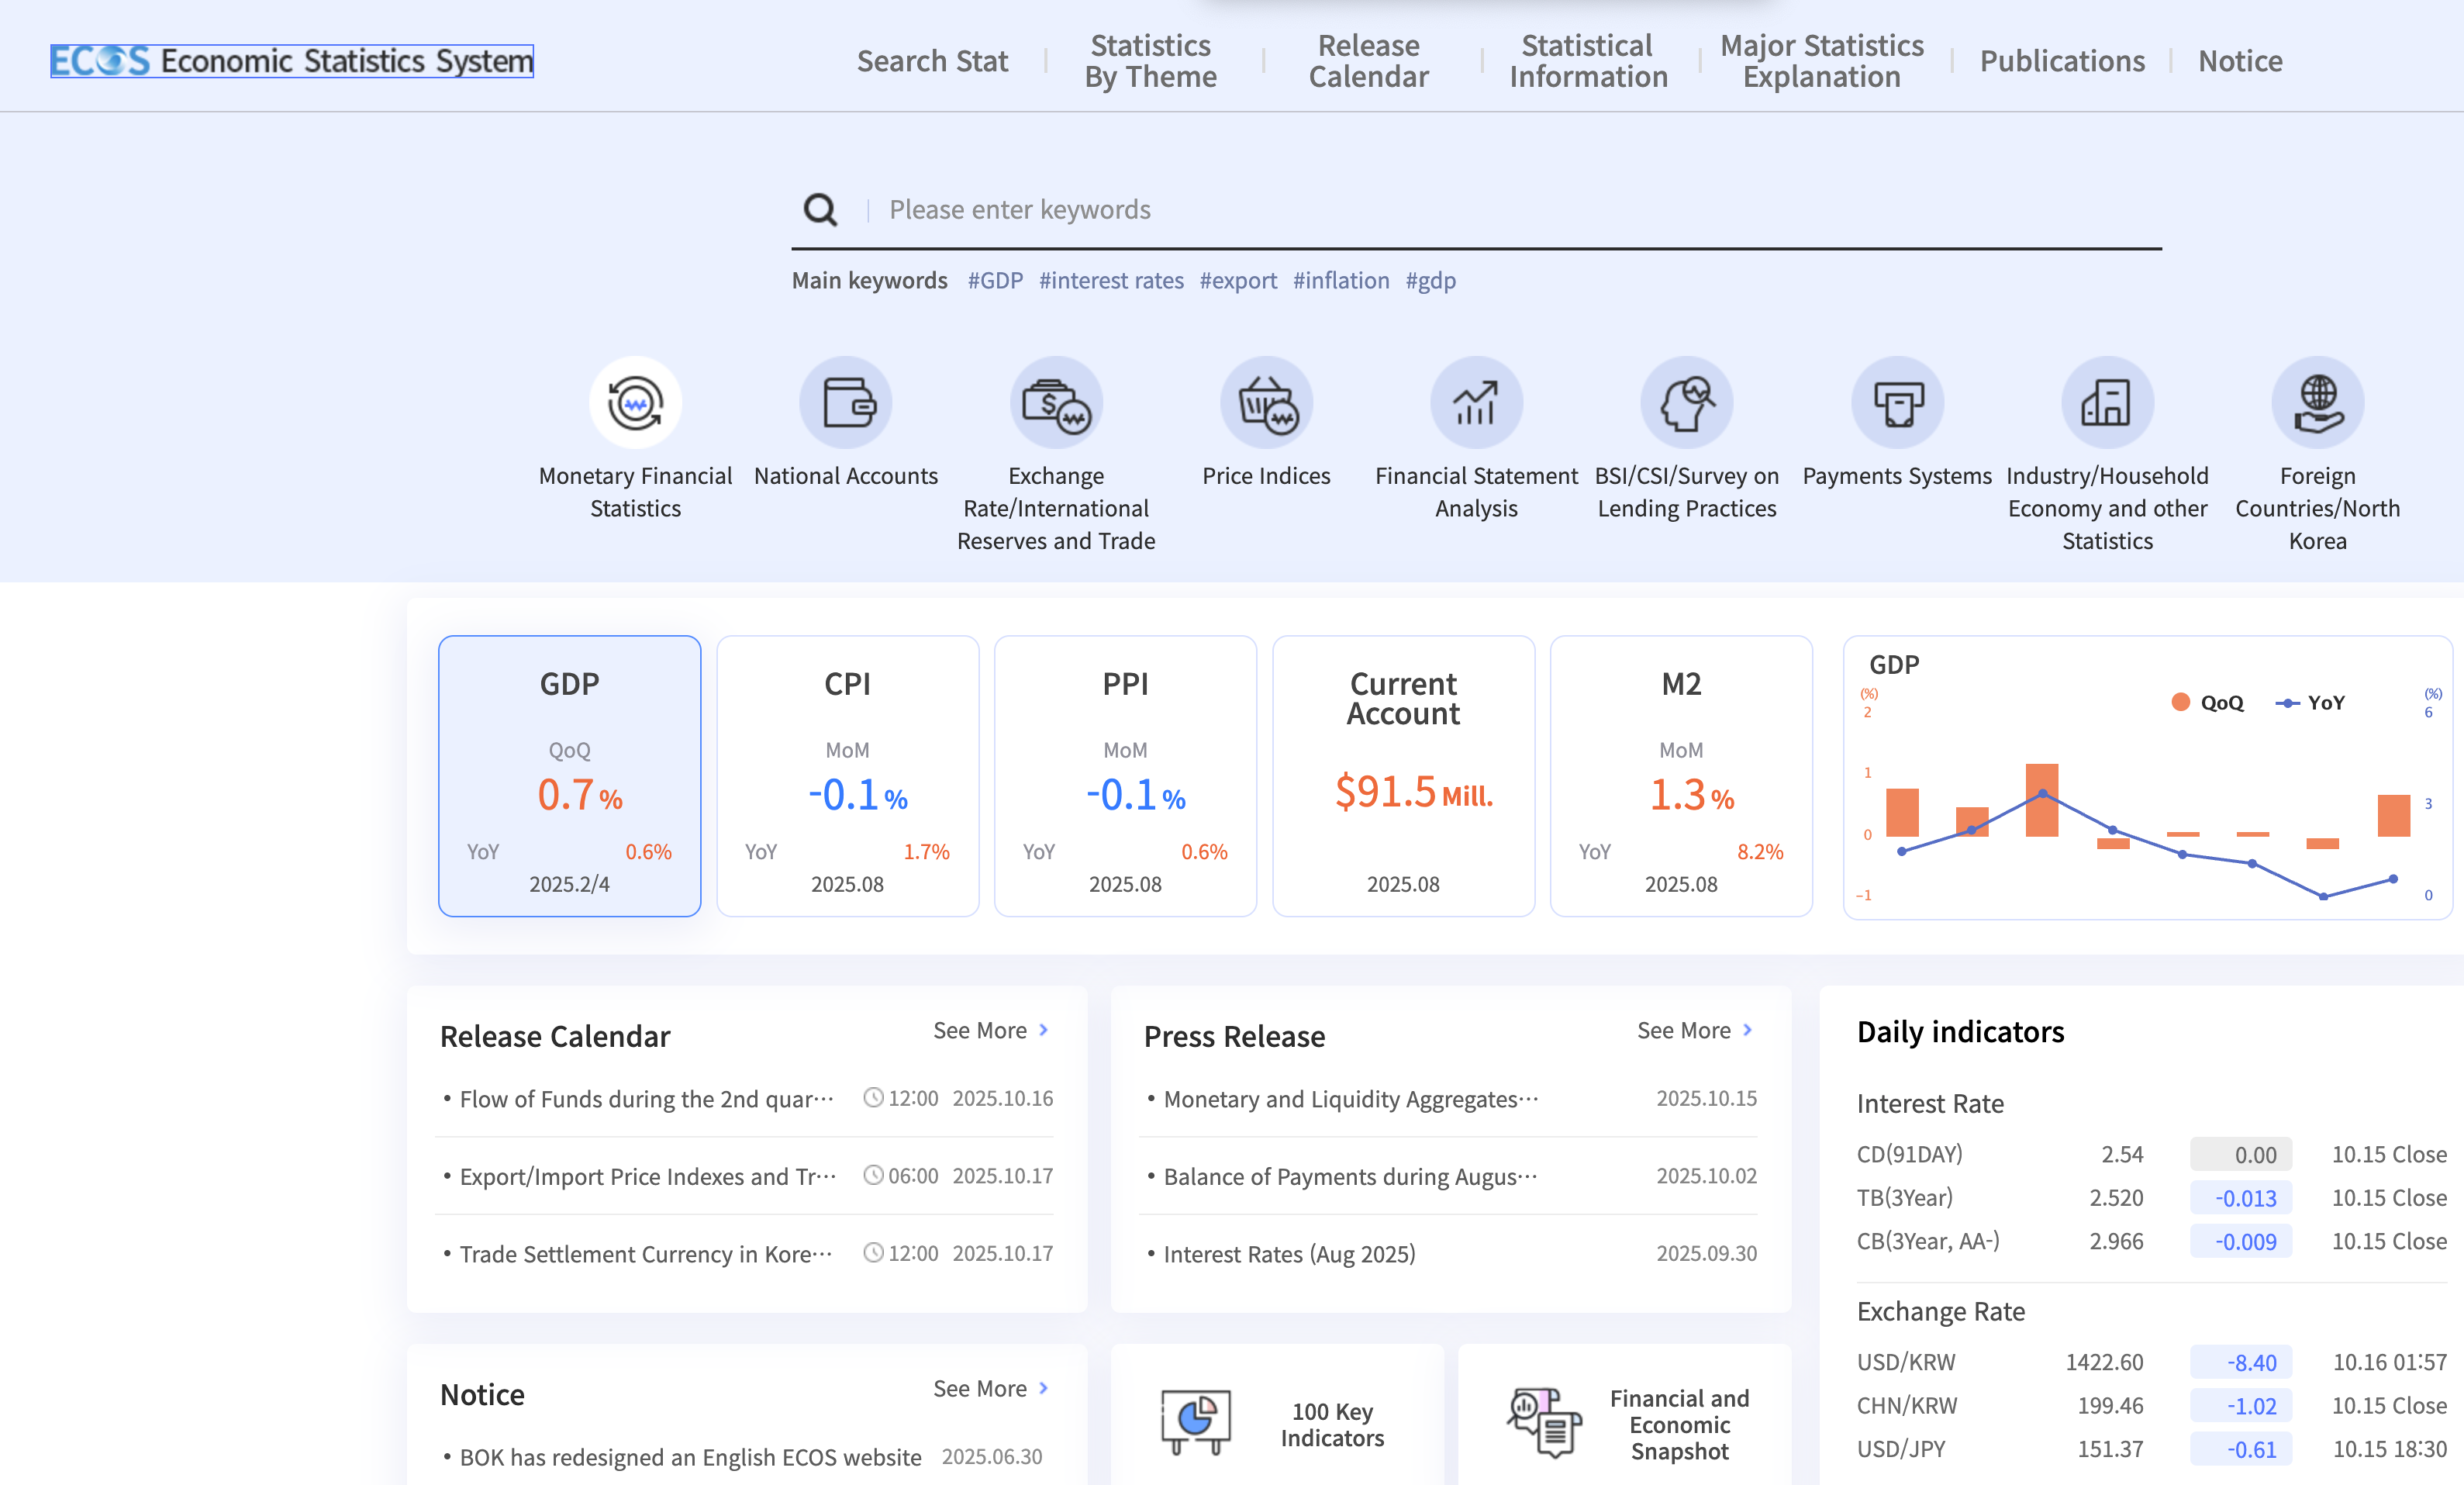 ECOS Economic Statistics System
Search Stat
Statistics
By Theme
Release
Calendar
Statistical
Information
Major Statistics
Explanation
Publications
Notice
Please enter keywords
Main keywords #GDP #interest rates #export #inflation #gdp
Monetary Financial
Statistics
National Accounts
Exchange
Rate/International
Reserves and Trade
Price Indices
Financial Statement
Analysis
BSI/CSI/Survey on
Lending Practices
Payments Systems
Industry/Household
Economy and other
Statistics
Foreign
Countries/North
Korea
GDP
QoQ
0.7 %
YoY 0.6%
2025.2/4
CPI
MoM
-0.1 %
YoY 1.7%
2025.08
PPI
MoM
-0.1 %
YoY 0.6%
2025.08
Current
Account
$91.5 Mill.
2025.08
M2
MoM
1.3 %
YoY 8.2%
2025.08
GDP
(%) (%)
2 QoQ YoY 6
1
3
0
−1 0
Release Calendar See More
• Flow of Funds during the 2nd quar⋯ 12:00 2025.10.16
• Export/Import Price Indexes and Tr⋯ 06:00 2025.10.17
• Trade Settlement Currency in Kore⋯ 12:00 2025.10.17
Press Release See More
• Monetary and Liquidity Aggregates⋯ 2025.10.15
• Balance of Payments during Augus⋯ 2025.10.02
• Interest Rates (Aug 2025) 2025.09.30
Daily indicators
Interest Rate
CD(91DAY) 2.54 0.00 10.15 Close
TB(3Year) 2.520 -0.013 10.15 Close
CB(3Year, AA-) 2.966 -0.009 10.15 Close
Exchange Rate
USD/KRW 1422.60 -8.40 10.16 01:57
CHN/KRW 199.46 -1.02 10.15 Close
USD/JPY 151.37 -0.61 10.15 18:30
Notice See More
• BOK has redesigned an English ECOS website 2025.06.30
100 Key
Indicators
Financial and
Economic
Snapshot